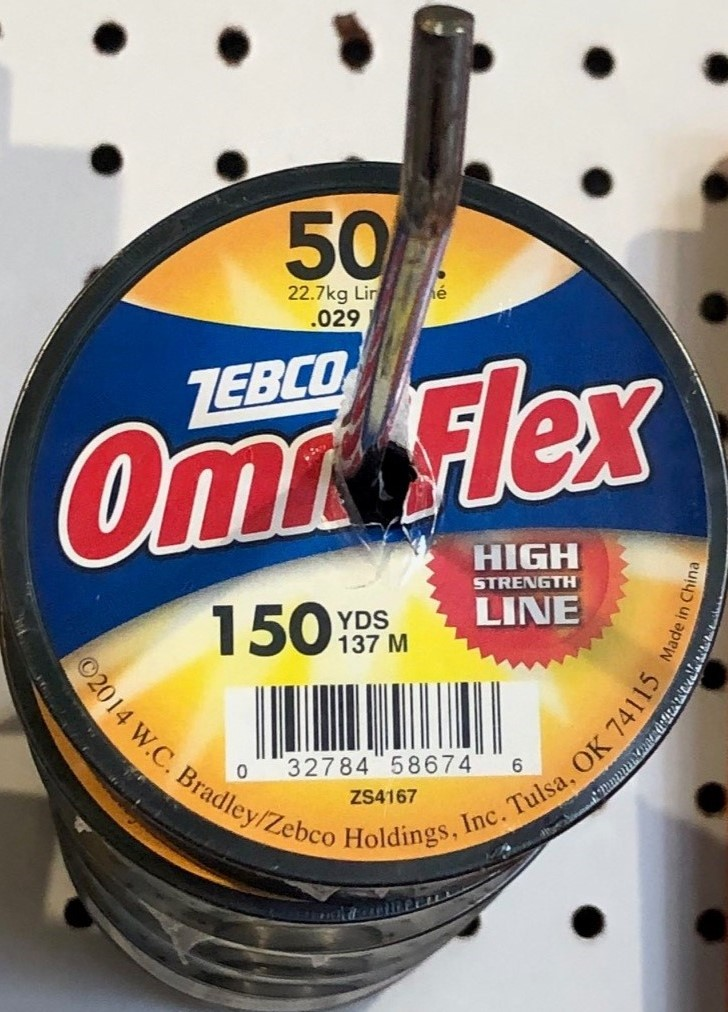 50
22.7kg
.029
ZEBCO
Omni Flex
HIGH
STRENGTH
LINE
150 YDS
137 M
Made in China
0 32784 58674 6
ZS4167
©2014 W.C. Bradley/Zebco Holdings, Inc. Tulsa, OK 74115